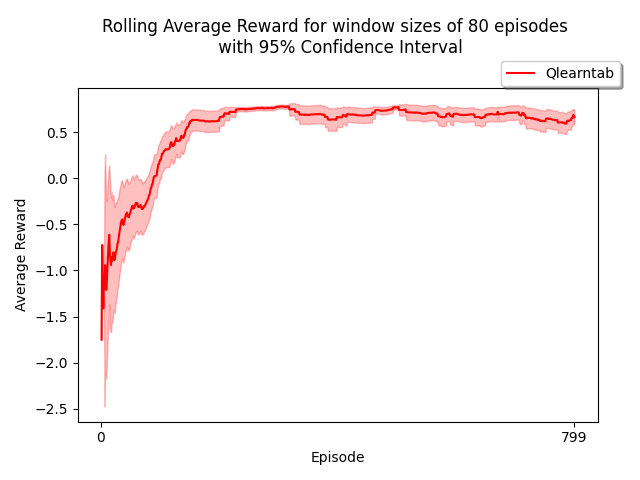 Rolling Average Reward for window sizes of 80 episodes
with 95% Confidence Interval
Qlearntab
Average Reward
0.5
0.0
−0.5
−1.0
−1.5
−2.0
−2.5
0
799
Episode